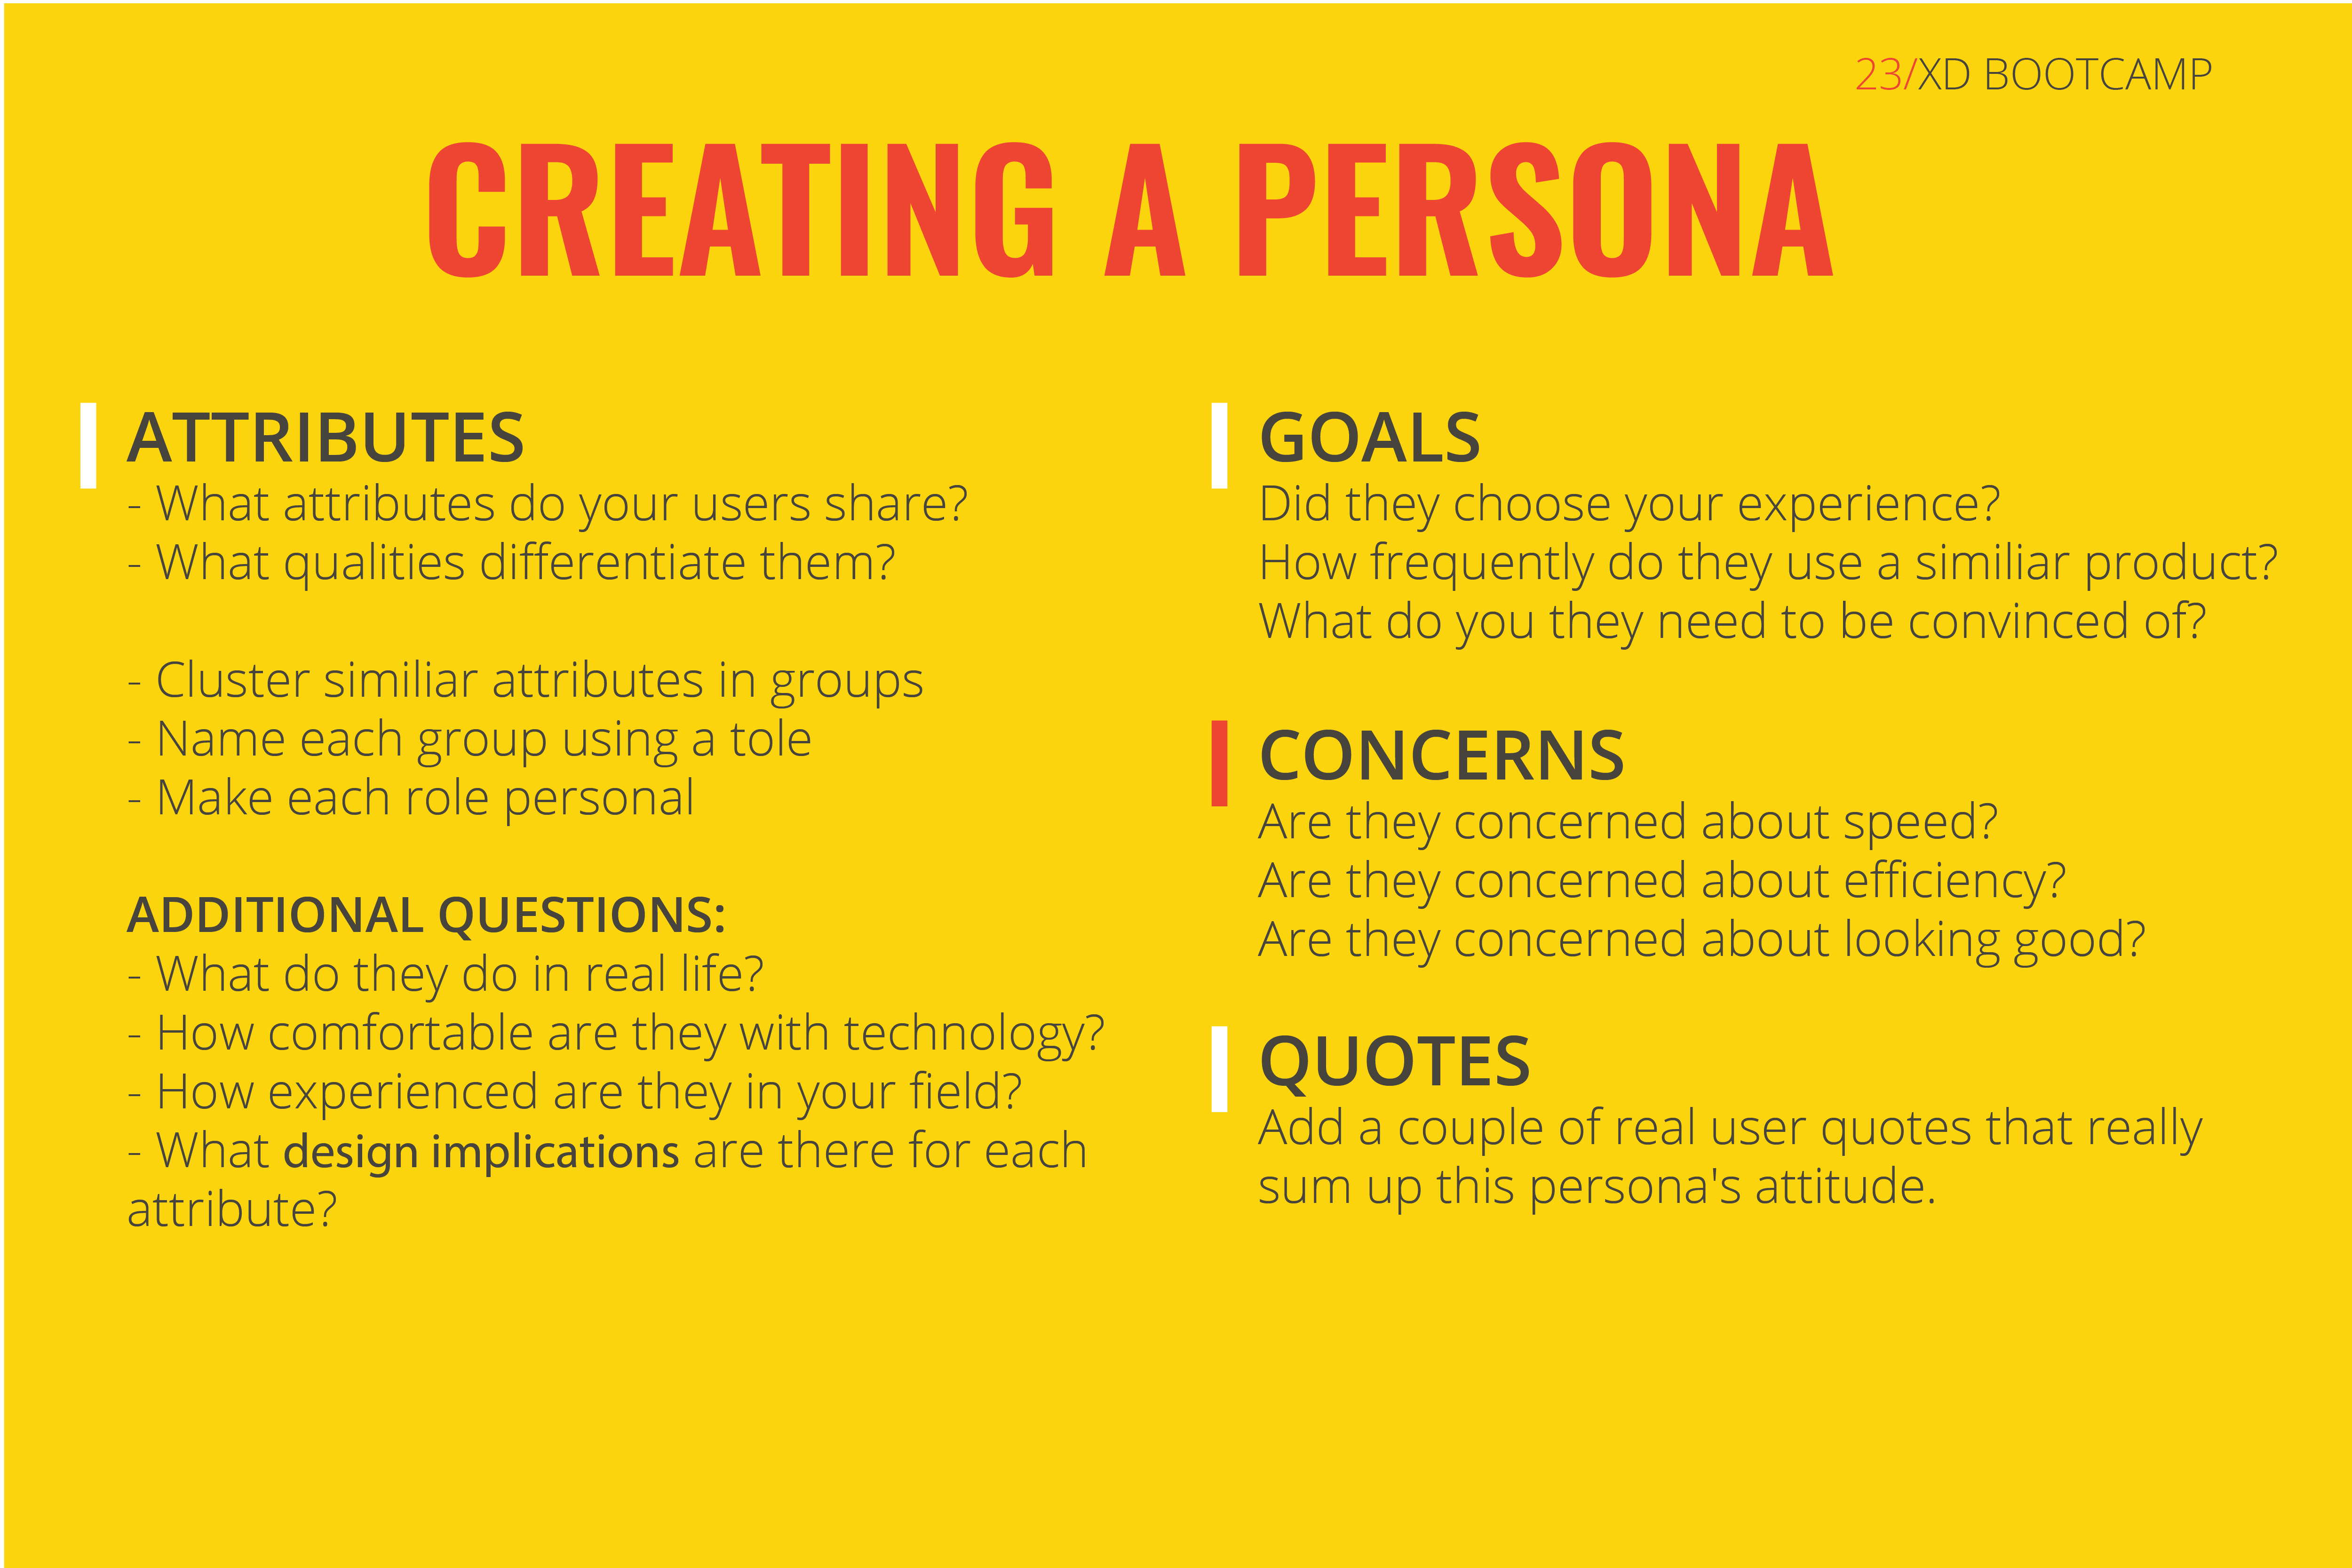 23/XD BOOTCAMP
CREATING A PERSONA
ATTRIBUTES
- What attributes do your users share?
- What qualities differentiate them?
- Cluster similiar attributes in groups
- Name each group using a tole
- Make each role personal
ADDITIONAL QUESTIONS:
- What do they do in real life?
- How comfortable are they with technology?
- How experienced are they in your field?
- What design implications are there for each
attribute?
GOALS
Did they choose your experience?
How frequently do they use a similiar product?
What do you they need to be convinced of?
CONCERNS
Are they concerned about speed?
Are they concerned about efficiency?
Are they concerned about looking good?
QUOTES
Add a couple of real user quotes that really
sum up this persona's attitude.